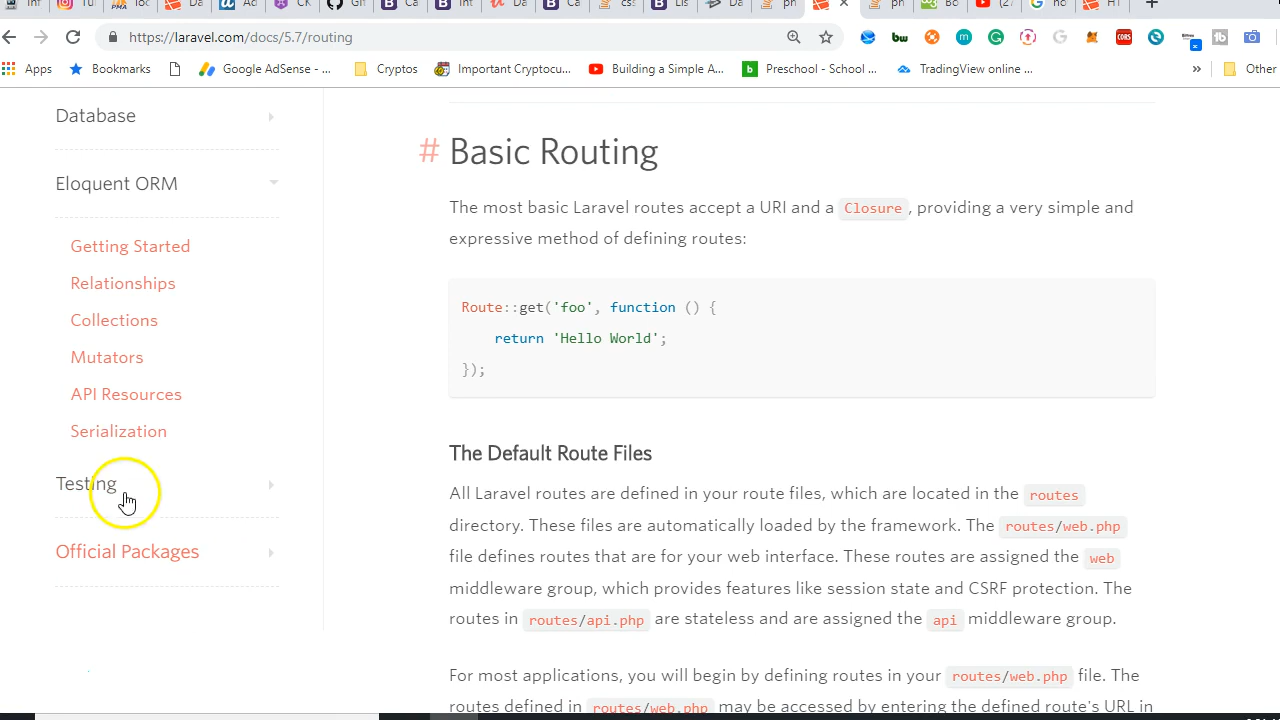 https://laravel.com/docs/5.7/routing
Apps
Bookmarks
Google AdSense - ...
Cryptos
Important Cryptocu...
Building a Simple A...
Preschool - School ...
TradingView online ...
»
Other
Database
Eloquent ORM
Getting Started
Relationships
Collections
Mutators
API Resources
Serialization
Testing
Official Packages
# Basic Routing
The most basic Laravel routes accept a URI and a Closure, providing a very simple and
expressive method of defining routes:
Route::get('foo', function () {
    return 'Hello World';
});
The Default Route Files
All Laravel routes are defined in your route files, which are located in the routes
directory. These files are automatically loaded by the framework. The routes/web.php
file defines routes that are for your web interface. These routes are assigned the web
middleware group, which provides features like session state and CSRF protection. The
routes in routes/api.php are stateless and are assigned the api middleware group.
For most applications, you will begin by defining routes in your routes/web.php file. The
routes defined in routes/web.php may be accessed by entering the defined route's URL in